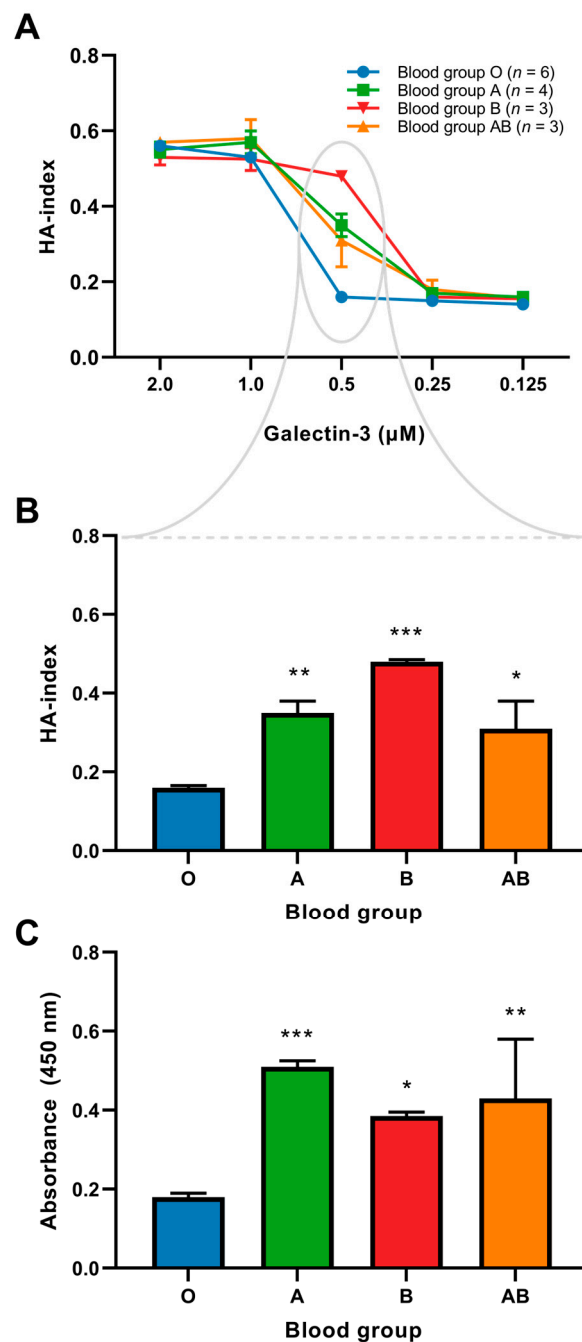 A
0.8
0.6
0.4
0.2
0.0
HA-index
Blood group O (n = 6)
Blood group A (n = 4)
Blood group B (n = 3)
Blood group AB (n = 3)
2.0 1.0 0.5 0.25 0.125
Galectin-3 (µM)
B
0.8
0.6
0.4
0.2
0.0
HA-index
** *** *
O A B AB
Blood group
C
0.8
0.6
0.4
0.2
0.0
Absorbance (450 nm)
*** * **
O A B AB
Blood group